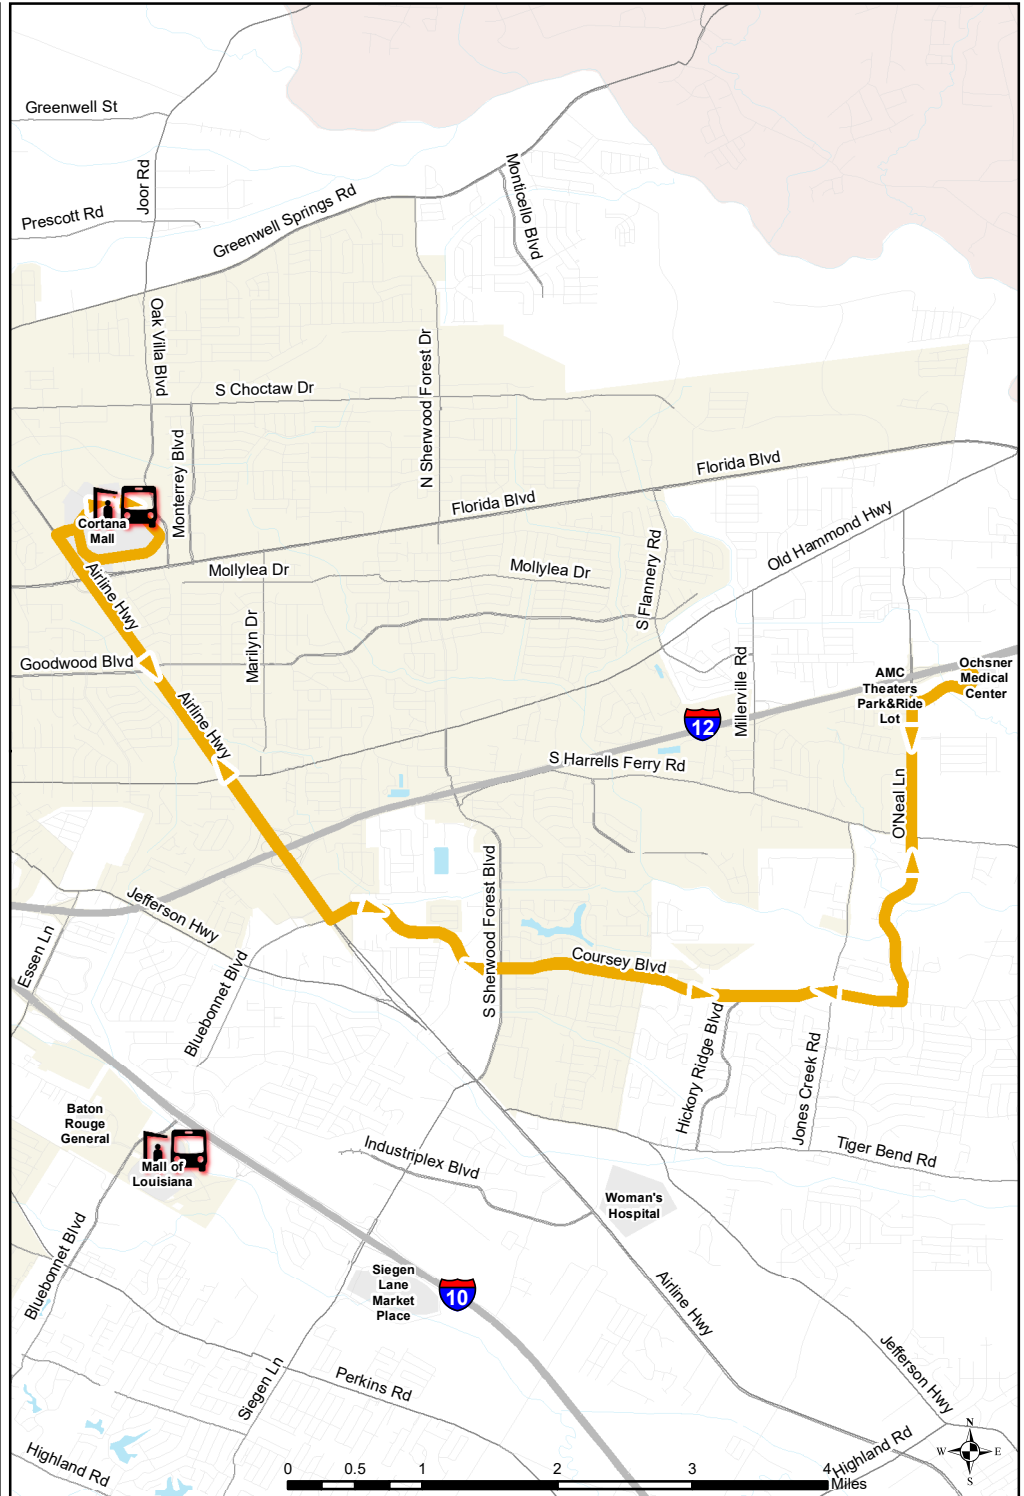 Greenwell St
Joor Rd
Monticello Blvd
Prescott Rd
Greenwell Springs Rd
Oak Villa Blvd
N Sherwood Forest Dr
S Choctaw Dr
Monterrey Blvd
Florida Blvd
Florida Blvd
Cortana
Mall
Old Hammond Hwy
Airline Hwy
Mollylea Dr
Mollylea Dr
S Flannery Rd
Marilyn Dr
Goodwood Blvd
Millerville Rd
AMC
Theaters
Park&Ride
Lot
Ochsner
Medical
Center
Airline Hwy
12
S Harrells Ferry Rd
O'Neal Ln
S Sherwood Forest Blvd
Jefferson Hwy
Essen Ln
Bluebonnet Blvd
Coursey Blvd
Hickory Ridge Blvd
Jones Creek Rd
Baton
Rouge
General
Mall of
Louisiana
Industriplex Blvd
Tiger Bend Rd
Woman's
Hospital
Bluebonnet Blvd
Siegen
Lane
Market
Place
10
Airline Hwy
Jefferson Hwy
Siegen Ln
Perkins Rd
Highland Rd
Highland Rd
N
W E
S
0 0.5 1 2 3 4
Miles